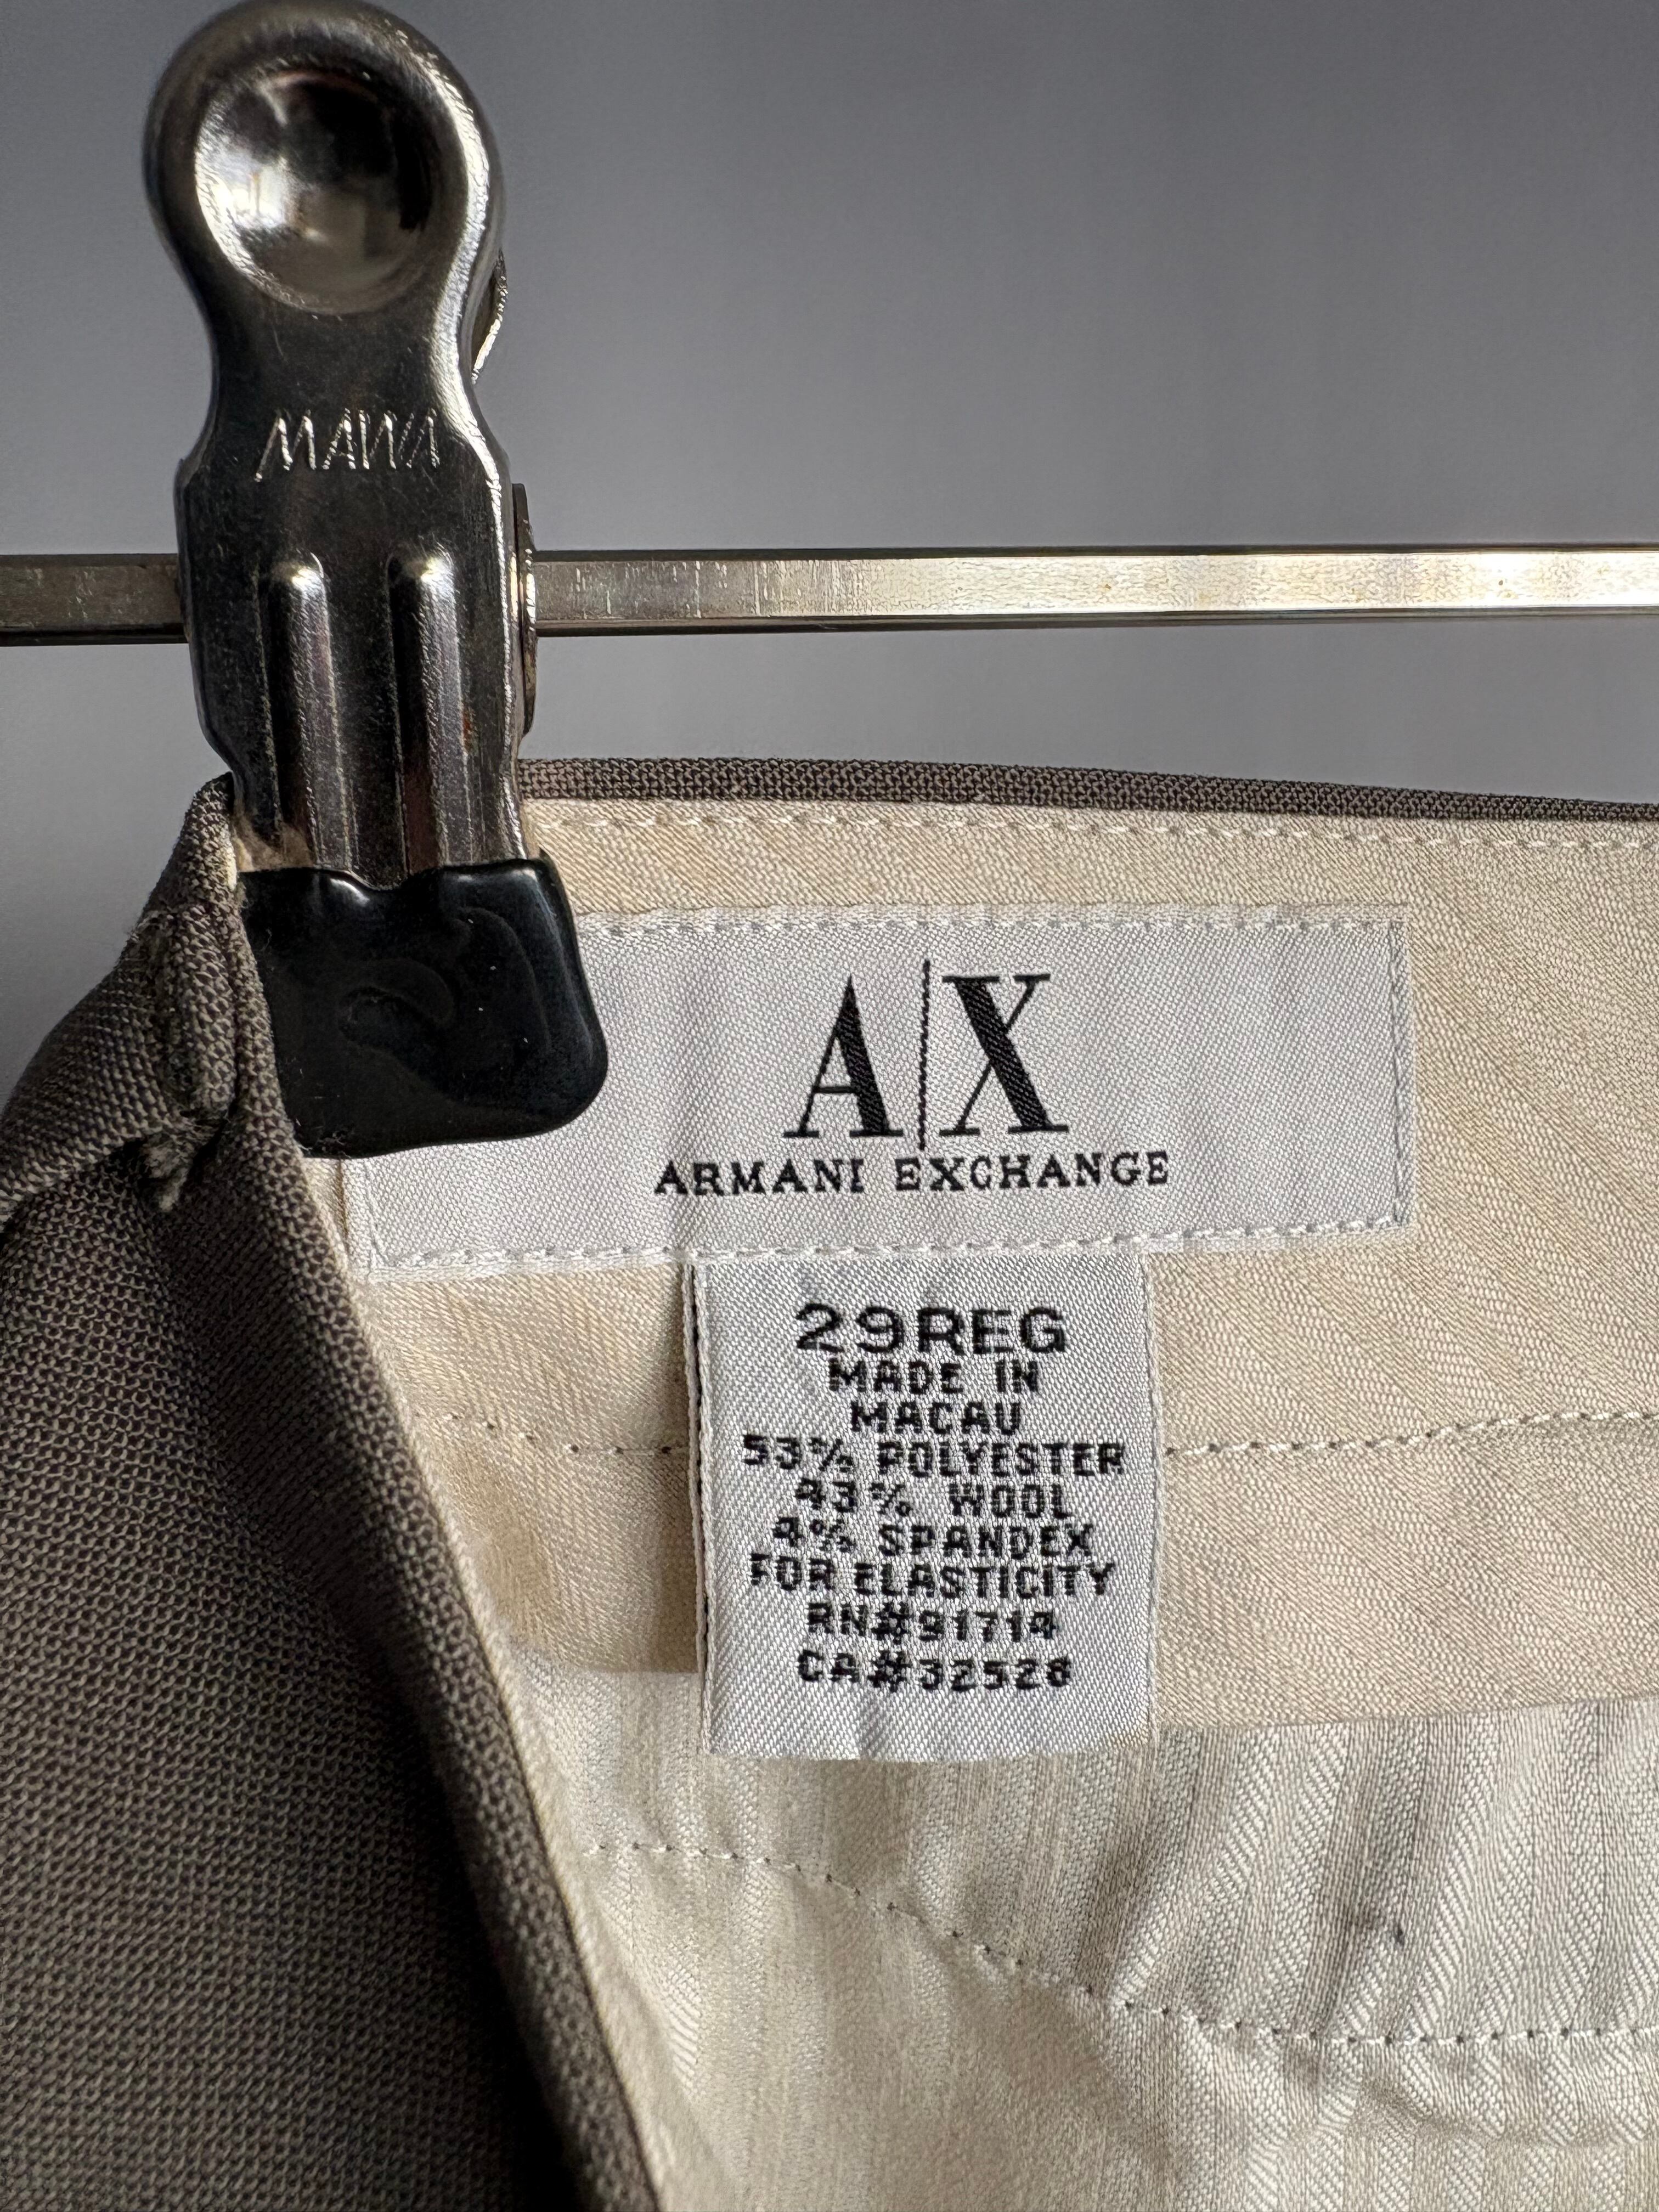 MAWA
A|X
ARMANI EXCHANGE
29REG
MADE IN
MACAU
53% POLYESTER
43% WOOL
4% SPANDEX
FOR ELASTICITY
RN#91714
CA#32528